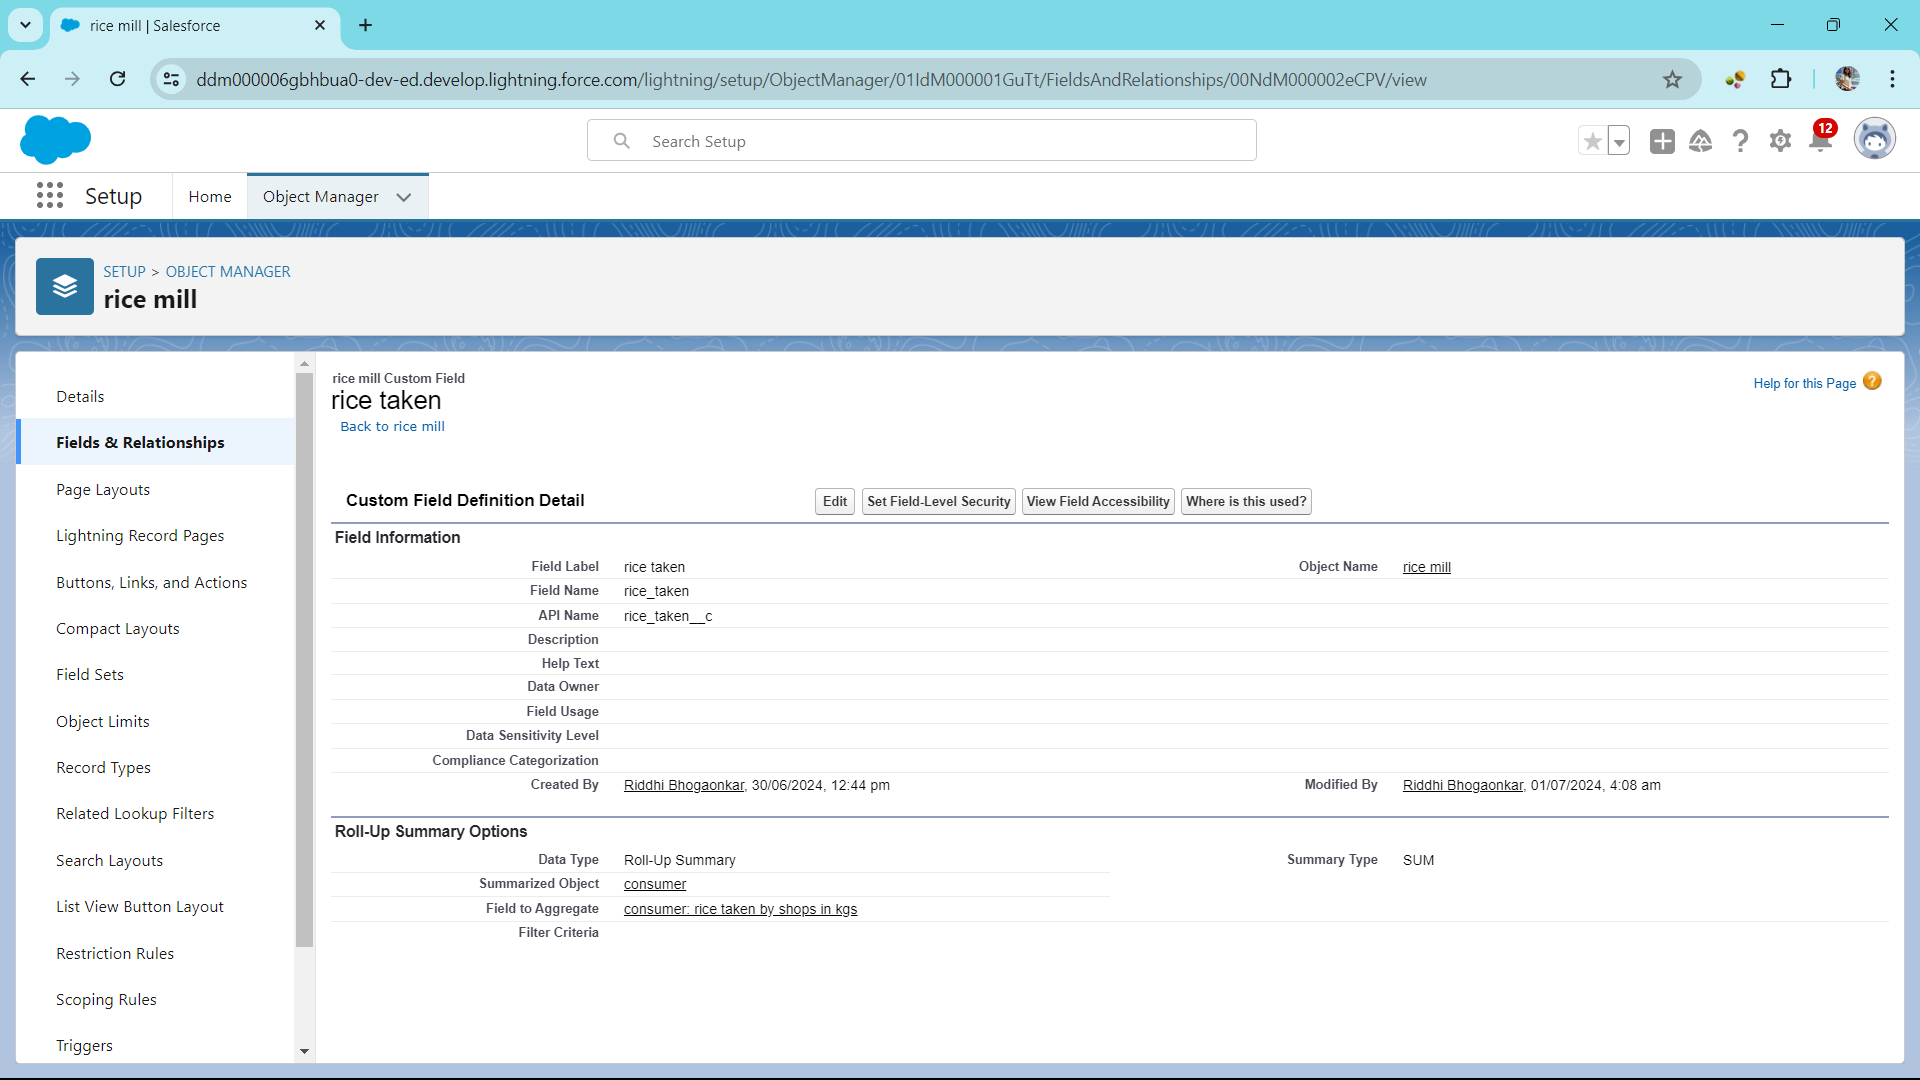 rice mill | Salesforce
ddm000006gbhbua0-dev-ed.develop.lightning.force.com/lightning/setup/ObjectManager/01IdM000001GuTt/FieldsAndRelationships/00NdM000002eCPV/view
Search Setup
12
Setup
Home
Object Manager
SETUP > OBJECT MANAGER
rice mill
Details
Fields & Relationships
Page Layouts
Lightning Record Pages
Buttons, Links, and Actions
Compact Layouts
Field Sets
Object Limits
Record Types
Related Lookup Filters
Search Layouts
List View Button Layout
Restriction Rules
Scoping Rules
Triggers
rice mill Custom Field
rice taken
Back to rice mill
Help for this Page ?
Custom Field Definition Detail
Edit Set Field-Level Security View Field Accessibility Where is this used?
Field Information
Field Label rice taken Object Name rice mill
Field Name rice_taken
API Name rice_taken__c
Description
Help Text
Data Owner
Field Usage
Data Sensitivity Level
Compliance Categorization
Created By Riddhi Bhogaonkar, 30/06/2024, 12:44 pm Modified By Riddhi Bhogaonkar, 01/07/2024, 4:08 am
Roll-Up Summary Options
Data Type Roll-Up Summary Summary Type SUM
Summarized Object consumer
Field to Aggregate consumer: rice taken by shops in kgs
Filter Criteria